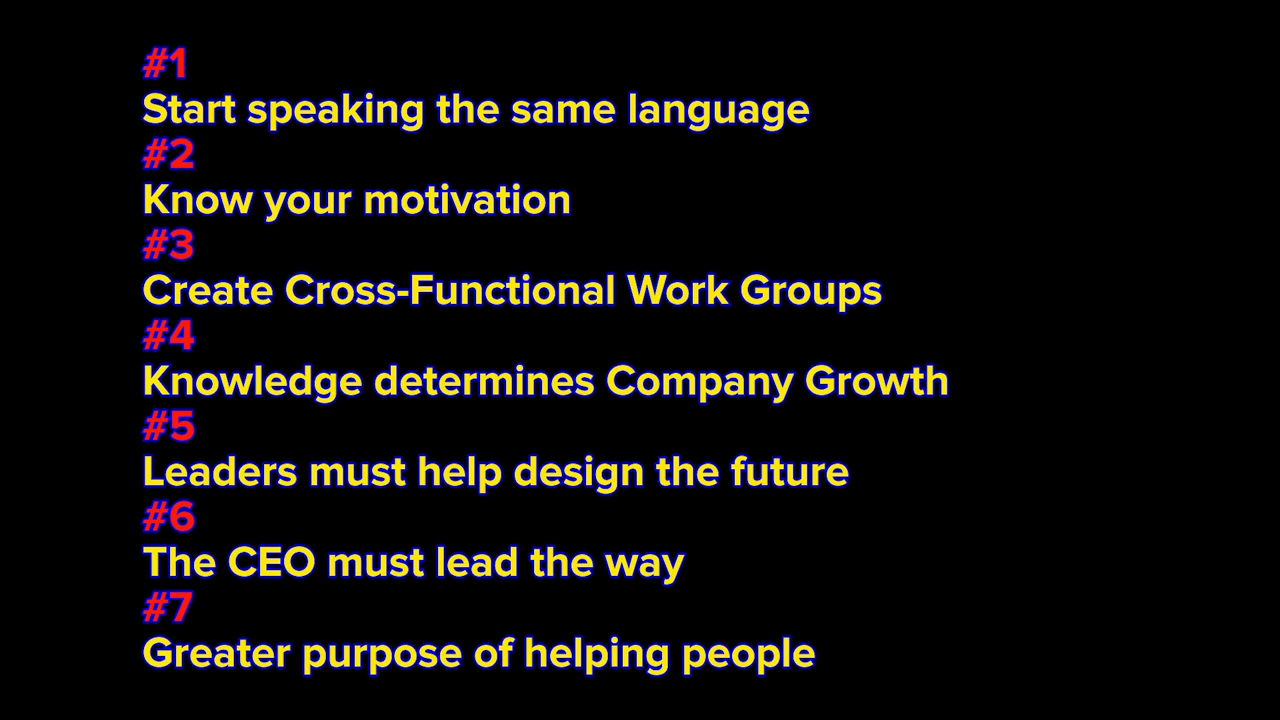 #1
Start speaking the same language
#2
Know your motivation
#3
Create Cross-Functional Work Groups
#4
Knowledge determines Company Growth
#5
Leaders must help design the future
#6
The CEO must lead the way
#7
Greater purpose of helping people